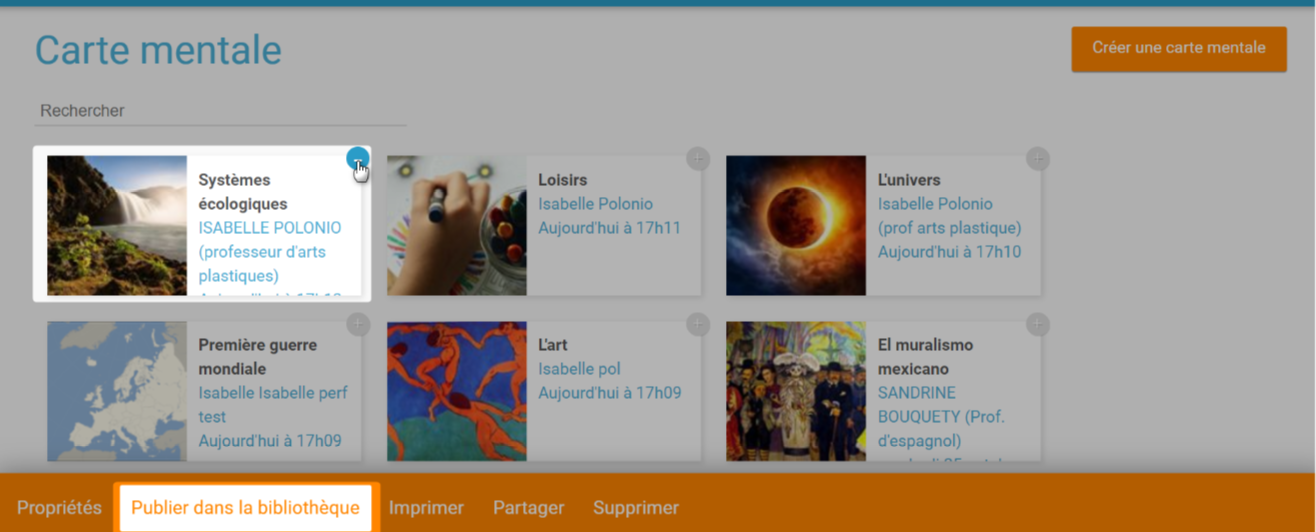 Carte mentale
Créer une carte mentale
Rechercher
Systèmes
écologiques
ISABELLE POLONIO
(professeur d'arts
plastiques)
Loisirs
Isabelle Polonio
Aujourd'hui à 17h11
L'univers
Isabelle Polonio
(prof arts plastique)
Aujourd'hui à 17h10
Première guerre
mondiale
Isabelle Isabelle perf
test
Aujourd'hui à 17h09
L'art
Isabelle pol
Aujourd'hui à 17h09
El muralismo
mexicano
SANDRINE
BOUQUETY (Prof.
d'espagnol)
Propriétés
Publier dans la bibliothèque
Imprimer
Partager
Supprimer